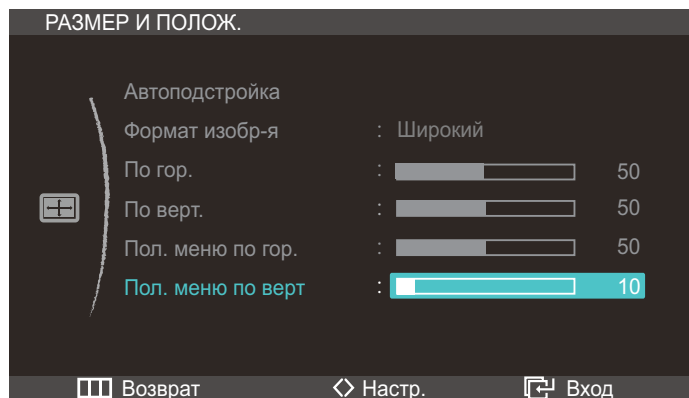 РАЗМЕР И ПОЛОЖ.
Автоподстройка
Формат изобр-я : Широкий
По гор. : 50
По верт. : 50
Пол. меню по гор. : 50
Пол. меню по верт : 10
Возврат Настр. Вход